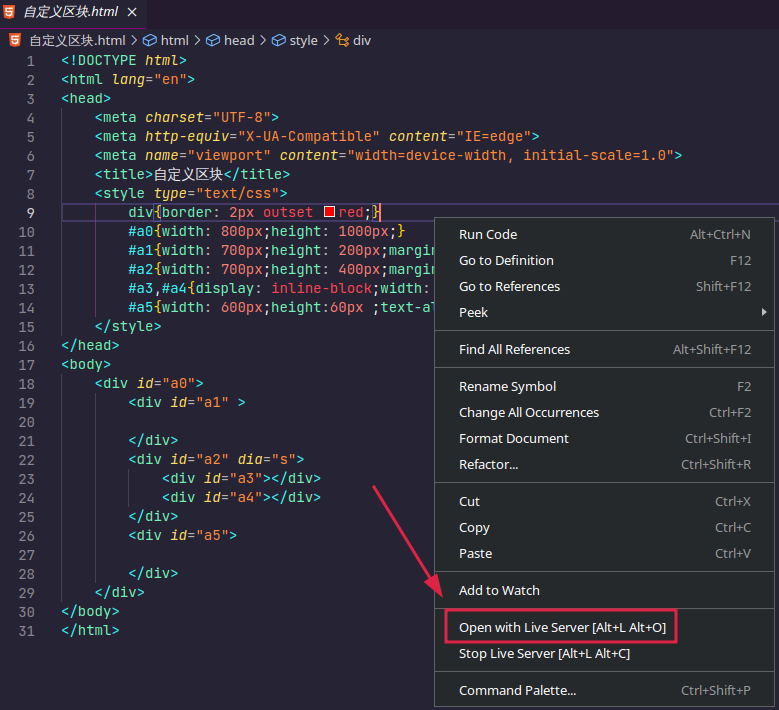 自定义区块.html ×
自定义区块.html > html > head > style > div
1 <!DOCTYPE html>
2 <html lang="en">
3 <head>
4 <meta charset="UTF-8">
5 <meta http-equiv="X-UA-Compatible" content="IE=edge">
6 <meta name="viewport" content="width=device-width, initial-scale=1.0">
7 <title>自定义区块</title>
8 <style type="text/css">
9 div{border: 2px outset red;}
10 #a0{width: 800px;height: 1000px;}
11 #a1{width: 700px;height: 200px;margin
12 #a2{width: 700px;height: 400px;margin
13 #a3,#a4{display: inline-block;width:
14 #a5{width: 600px;height:60px ;text-al
15 </style>
16 </head>
17 <body>
18 <div id="a0">
19 <div id="a1" >
20
21 </div>
22 <div id="a2" dia="s">
23 <div id="a3"></div>
24 <div id="a4"></div>
25 </div>
26 <div id="a5">
27
28 </div>
29 </div>
30 </body>
31 </html>
Run Code Alt+Ctrl+N
Go to Definition F12
Go to References Shift+F12
Peek
Find All References Alt+Shift+F12
Rename Symbol F2
Change All Occurrences Ctrl+F2
Format Document Ctrl+Shift+I
Refactor... Ctrl+Shift+R
Cut Ctrl+X
Copy Ctrl+C
Paste Ctrl+V
Add to Watch
Open with Live Server [Alt+L Alt+O]
Stop Live Server [Alt+L Alt+C]
Command Palette... Ctrl+Shift+P